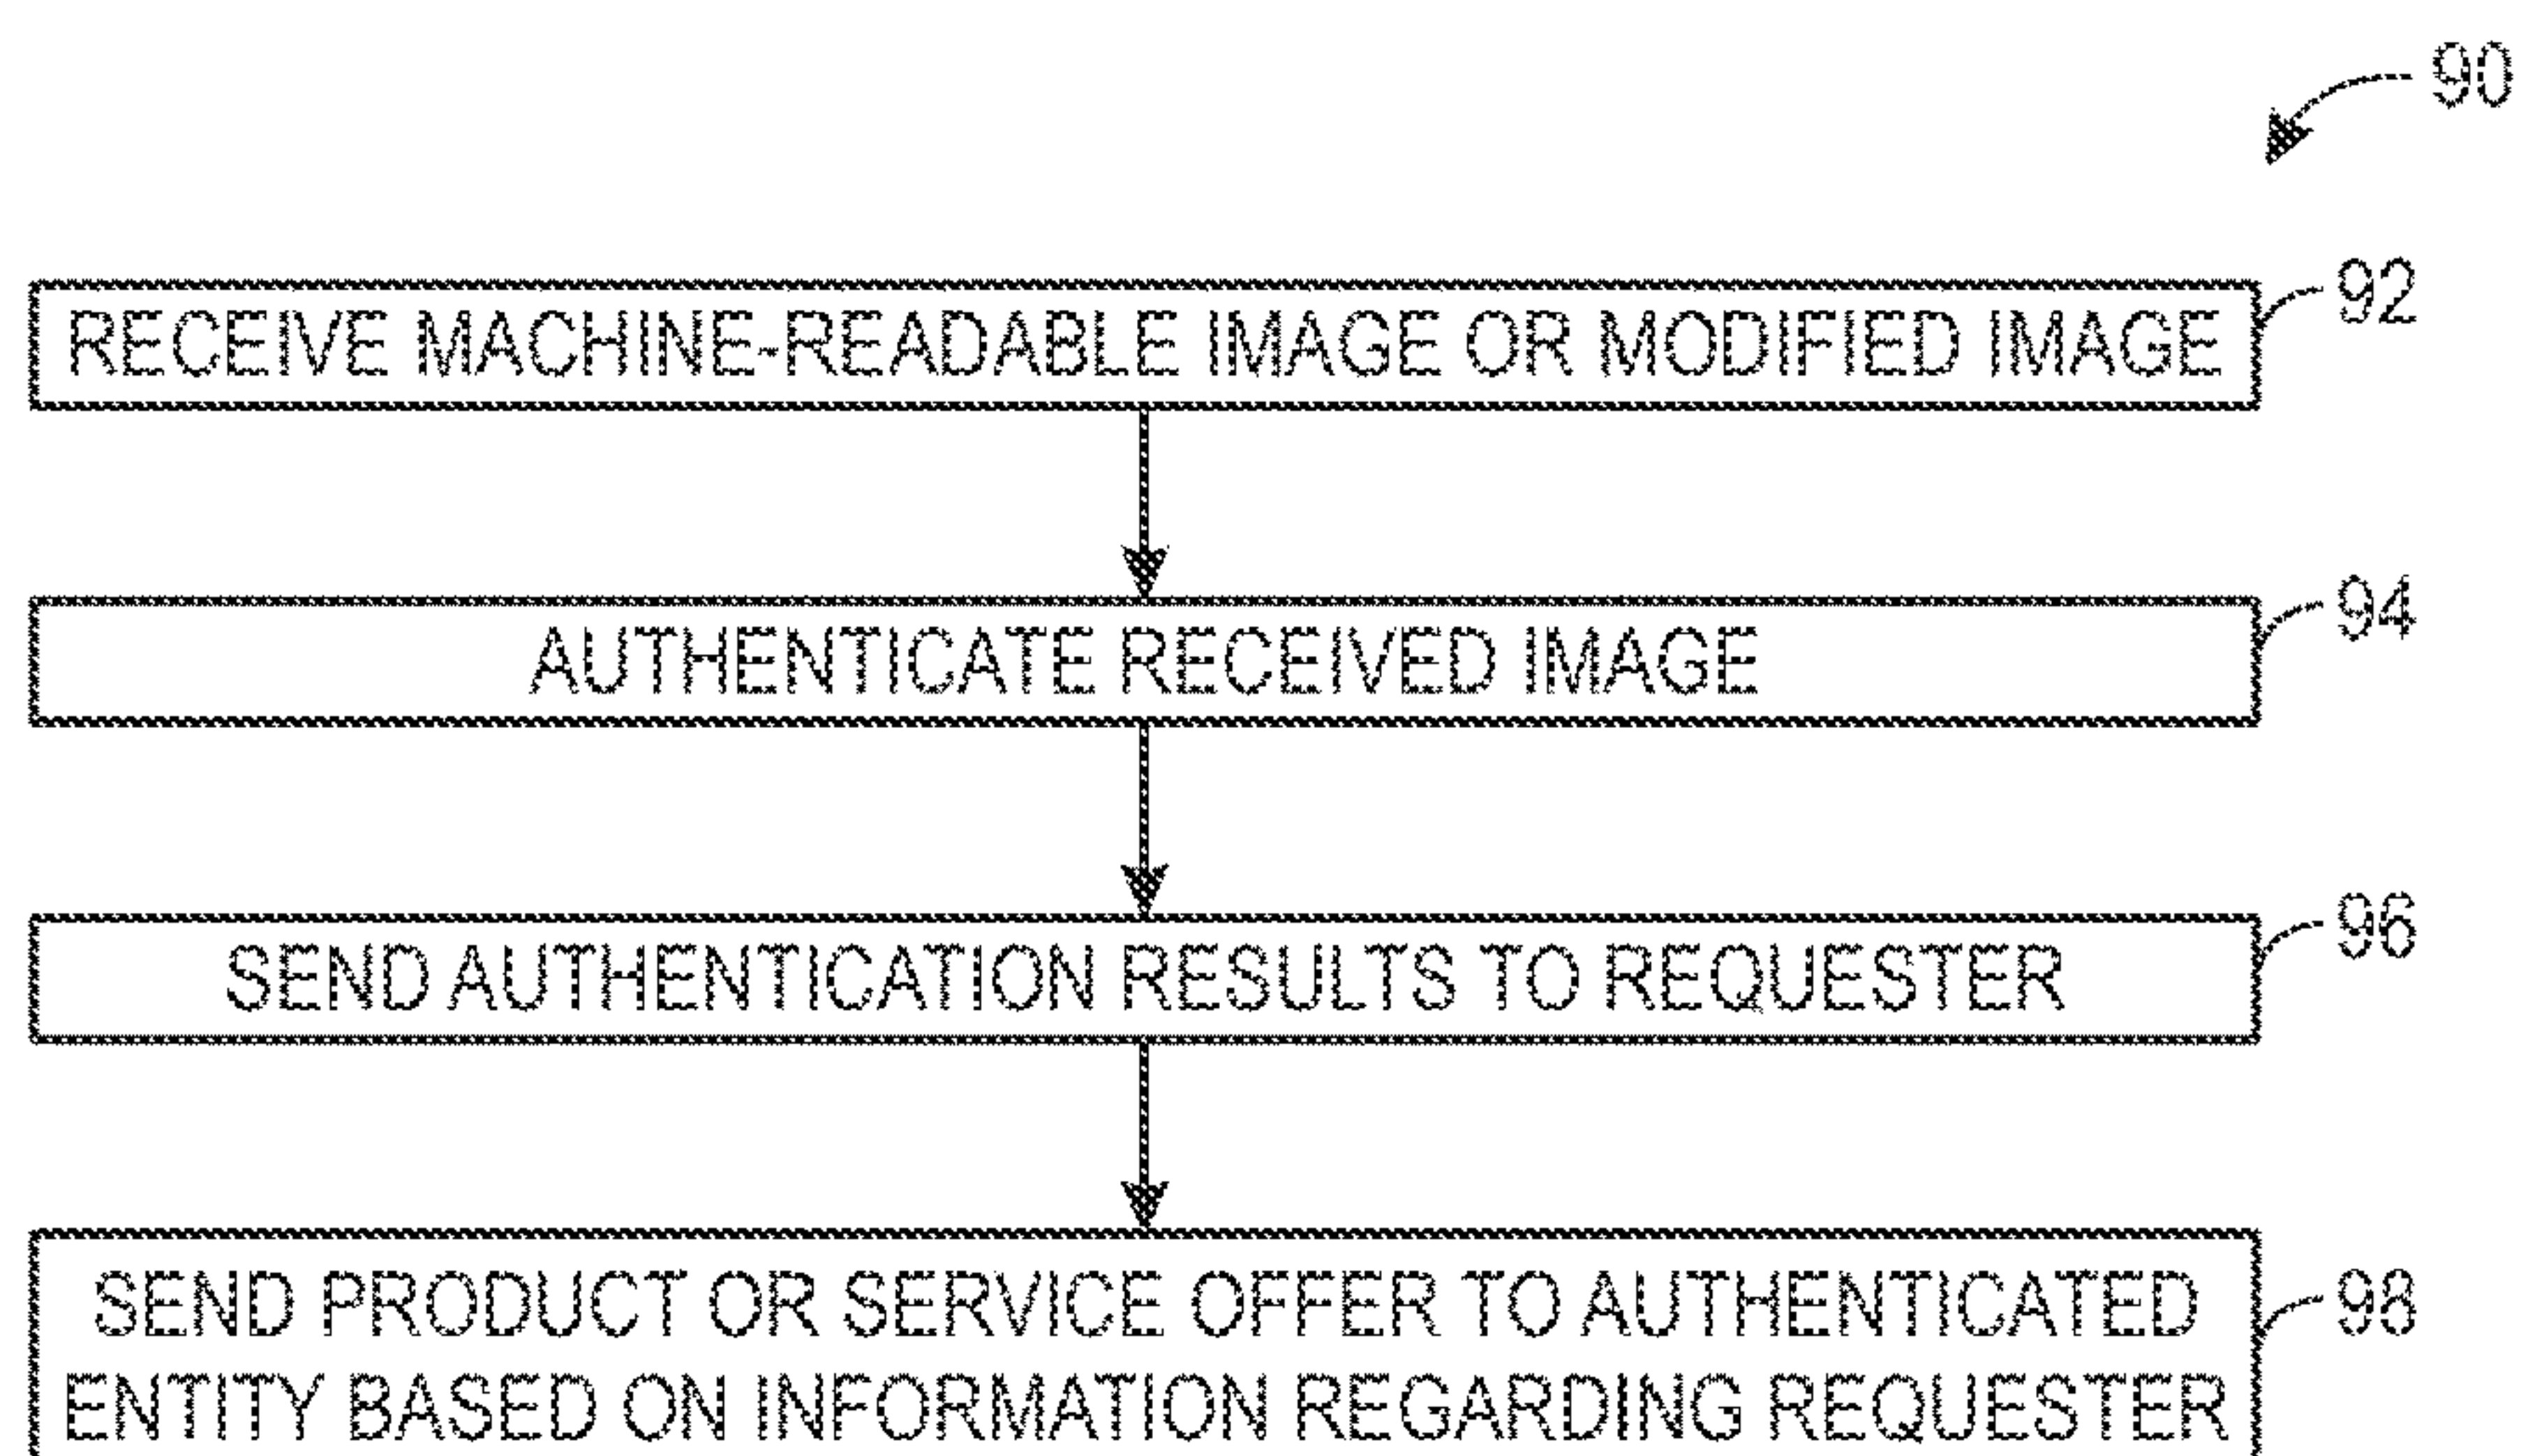 90
RECEIVE MACHINE-READABLE IMAGE OR MODIFIED IMAGE
92
AUTHENTICATE RECEIVED IMAGE
94
SEND AUTHENTICATION RESULTS TO REQUESTER
96
SEND PRODUCT OR SERVICE OFFER TO AUTHENTICATED
ENTITY BASED ON INFORMATION REGARDING REQUESTER
98